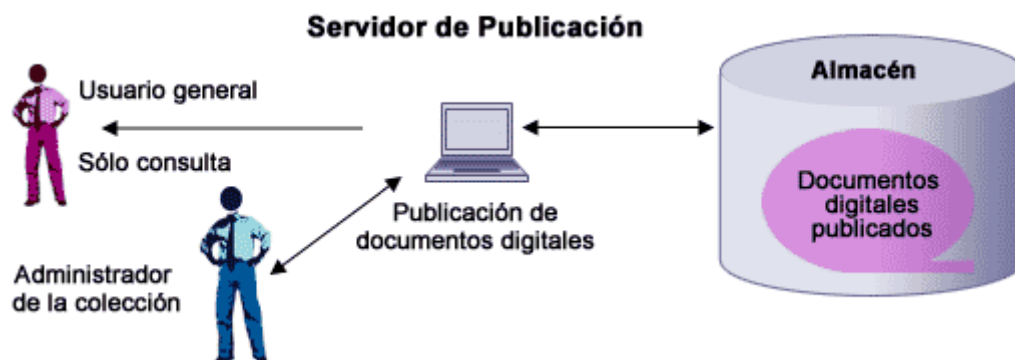 Servidor de Publicación
Usuario general
Sólo consulta
Administrador
de la colección
Publicación de
documentos digitales
Almacén
Documentos
digitales
publicados